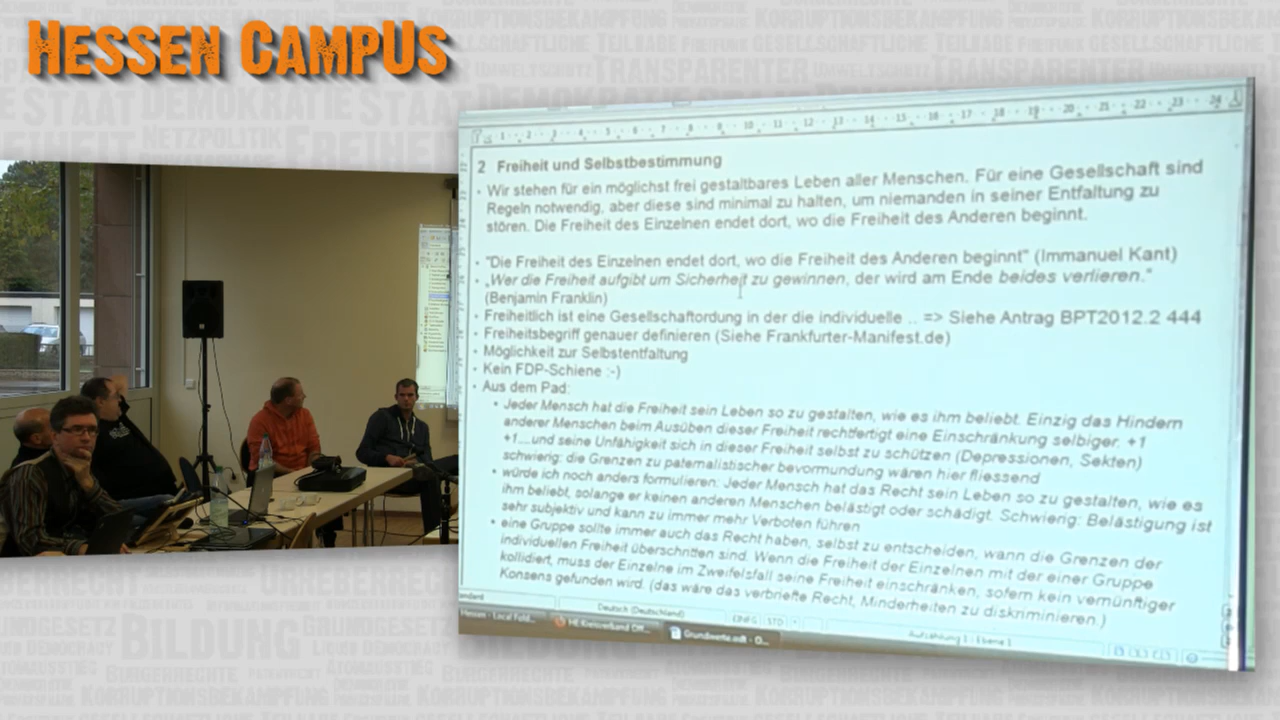 HESSEN CAMPUS
KORRUPTIONSBEKÄMPFUNG
GESELLSCHAFTLICHE TEILHABE
TRANSPARENTER
STAAT DEMOKRATIE STAAT
NETZPOLITIK
2 Freiheit und Selbstbestimmung
Wir stehen für ein möglichst frei gestaltbares Leben aller Menschen. Für eine Gesellschaft sind
Regeln notwendig, aber diese sind minimal zu halten, um niemanden in seiner Entfaltung zu
stören. Die Freiheit des Einzelnen endet dort, wo die Freiheit des Anderen beginnt.
"Die Freiheit des Einzelnen endet dort, wo die Freiheit des Anderen beginnt" (Immanuel Kant)
„Wer die Freiheit aufgibt um Sicherheit zu gewinnen, der wird am Ende beides verlieren."
(Benjamin Franklin)
Freiheitlich ist eine Gesellschaftordung in der die individuelle .. => Siehe Antrag BPT2012.2 444
Freiheitsbegriff genauer definieren (Siehe Frankfurter-Manifest.de)
Möglichkeit zur Selbstentfaltung
Kein FDP-Schiene :-)
Aus dem Pad:
Jeder Mensch hat die Freiheit sein Leben so zu gestalten, wie es ihm beliebt. Einzig das Hindern
anderer Menschen beim Ausüben dieser Freiheit rechtfertigt eine Einschränkung selbiger. +1
+1....und seine Unfähigkeit sich in dieser Freiheit selbst zu schützen (Depressionen, Sekten)
schwierig: die Grenzen zu paternalistischer bevormundung wären hier fliessend
würde ich noch anders formulieren: Jeder Mensch hat das Recht sein Leben so zu gestalten, wie es
ihm beliebt, solange er keinen anderen Menschen belästigt oder schädigt. Schwierig: Belästigung ist
sehr subjektiv und kann zu immer mehr Verboten führen
eine Gruppe sollte immer auch das Recht haben, selbst zu entscheiden, wann die Grenzen der
individuellen Freiheit überschritten sind. Wenn die Freiheit der Einzelnen mit der einer Gruppe
kollidiert, muss der Einzelne im Zweifelsfall seine Freiheit einschränken, sofern kein vernünftiger
Konsens gefunden wird. (das wäre das verbriefte Recht, Minderheiten zu diskriminieren.)
Deutsch (Deutschland)
EINFG STD
Grundwerte.odt - O...
BILDUNG
GRUNDGESETZ
BÜRGERRECHTE
KORRUPTIONSBEKÄMPFUNG
TRANSPARENTER